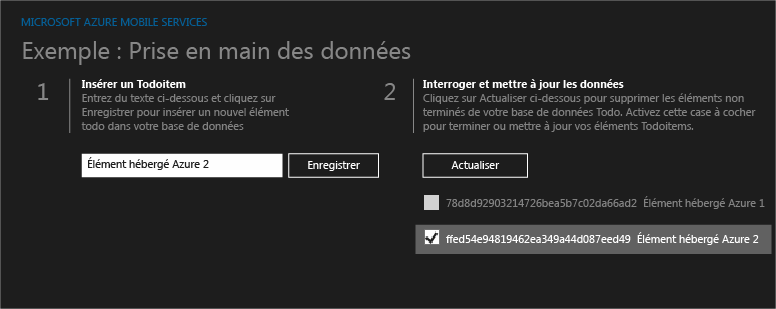 MICROSOFT AZURE MOBILE SERVICES
Exemple : Prise en main des données
1
Insérer un Todoitem
Entrez du texte ci-dessous et cliquez sur
Enregistrer pour insérer un nouvel élément
todo dans votre base de données
Élément hébergé Azure 2
Enregistrer
2
Interroger et mettre à jour les données
Cliquez sur Actualiser ci-dessous pour supprimer les éléments non
terminés de votre base de données Todo. Activez cette case à cocher
pour terminer ou mettre à jour vos éléments Todoitems.
Actualiser
78d8d92903214726bea5b7c02da66ad2 Élément hébergé Azure 1
ffed54e94819462ea349a44d087eed49 Élément hébergé Azure 2